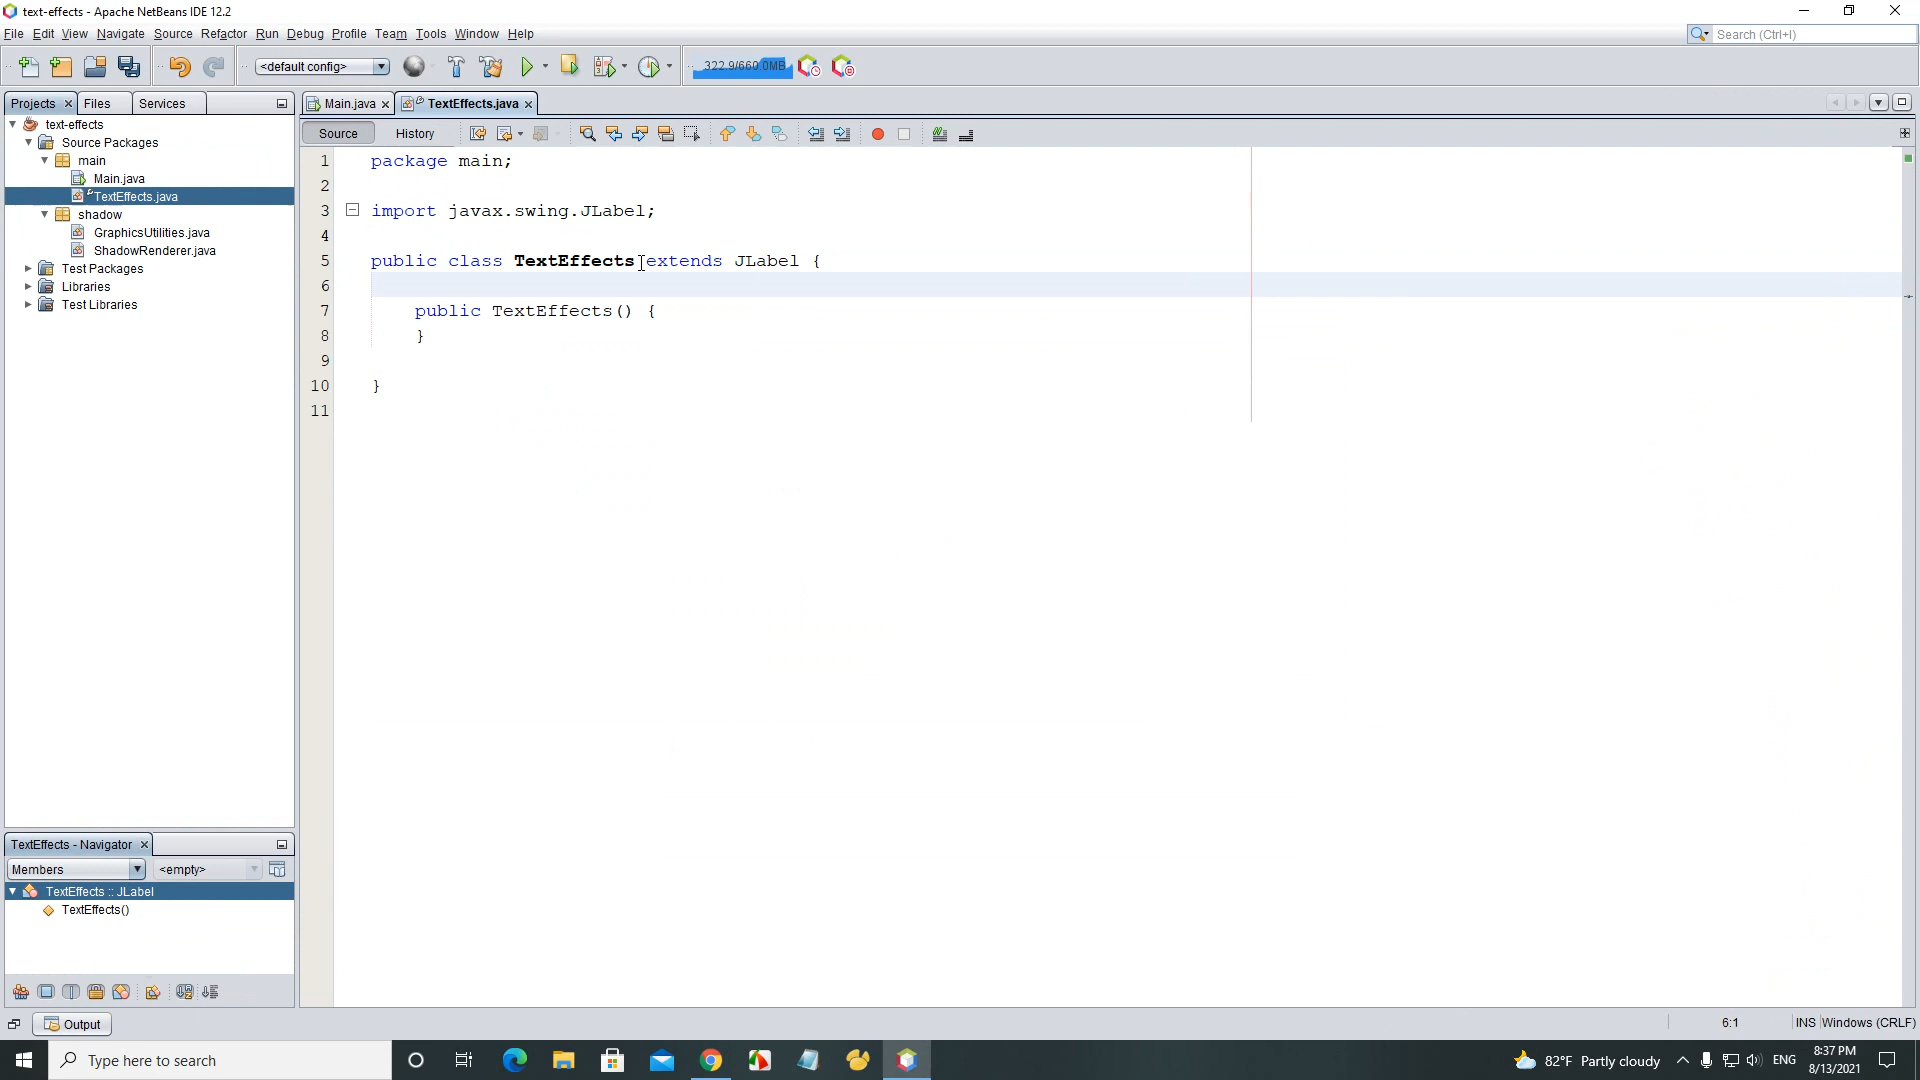 text-effects - Apache NetBeans IDE 12.2
File Edit View Navigate Source Refactor Run Debug Profile Team Tools Window Help
Search (Ctrl+I)
<default config>
322.9/660.0MB
Projects Files Services
Main.java TextEffects.java
Source History
text-effects
Source Packages
main
Main.java
TextEffects.java
shadow
GraphicsUtilities.java
ShadowRenderer.java
Test Packages
Libraries
Test Libraries
1 package main;
2
3 import javax.swing.JLabel;
4
5 public class TextEffects extends JLabel {
6
7 public TextEffects() {
8 }
9
10 }
11
TextEffects - Navigator
Members <empty>
TextEffects :: JLabel
TextEffects()
Output
6:1 INS Windows (CRLF)
Type here to search
82°F Partly cloudy ENG
8:37 PM
8/13/2021